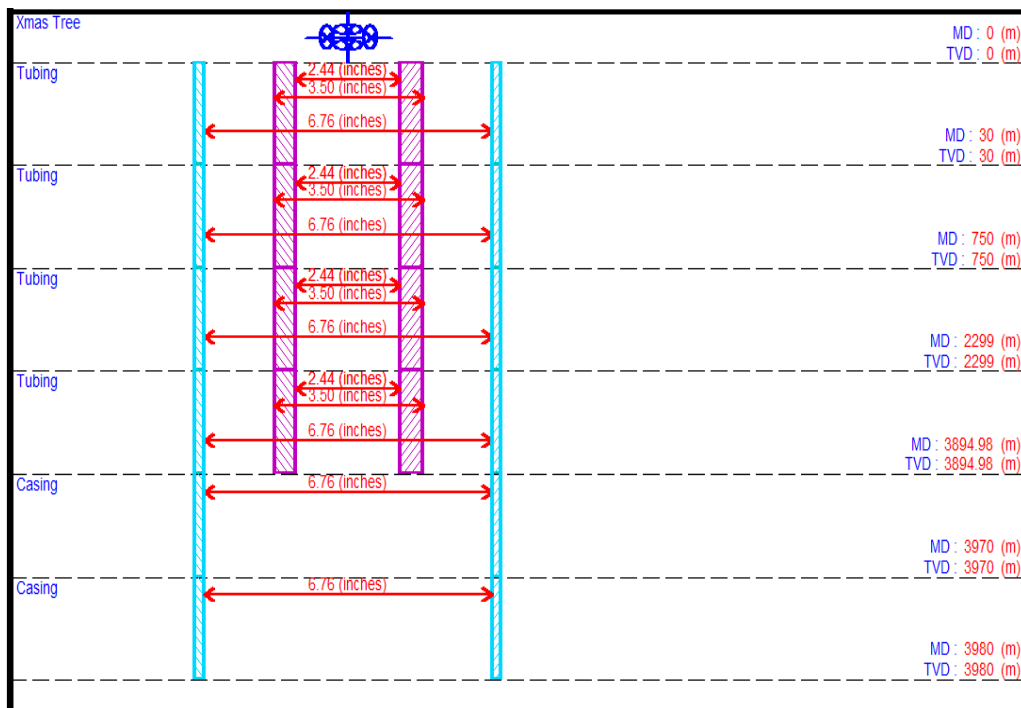 Xmas Tree
MD : 0 (m)
TVD : 0 (m)
Tubing
2.44 (inches)
3.50 (inches)
6.76 (inches)
MD : 30 (m)
TVD : 30 (m)
Tubing
2.44 (inches)
3.50 (inches)
6.76 (inches)
MD : 750 (m)
TVD : 750 (m)
Tubing
2.44 (inches)
3.50 (inches)
6.76 (inches)
MD : 2299 (m)
TVD : 2299 (m)
Tubing
2.44 (inches)
3.50 (inches)
6.76 (inches)
MD : 3894.98 (m)
TVD : 3894.98 (m)
Casing
6.76 (inches)
MD : 3970 (m)
TVD : 3970 (m)
Casing
6.76 (inches)
MD : 3980 (m)
TVD : 3980 (m)